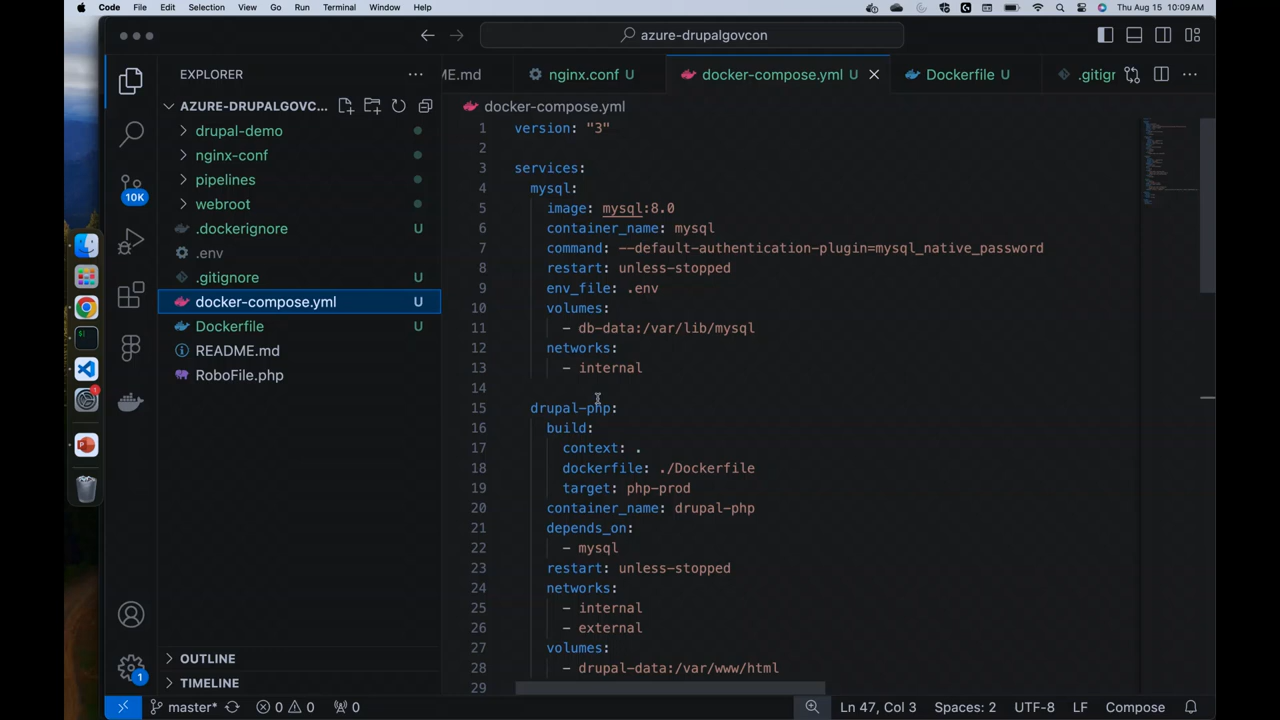 Code File Edit Selection View Go Run Terminal Window Help Thu Aug 15 10:09 AM
azure-drupalgovcon
EXPLORER
ME.md nginx.conf U docker-compose.yml U Dockerfile U .gitigr
AZURE-DRUPALGOVC...
docker-compose.yml
drupal-demo
nginx-conf
pipelines
webroot
.dockerignore U
.env
.gitignore U
docker-compose.yml U
Dockerfile U
README.md
RoboFile.php
10K
1 version: "3"
2
3 services:
4 mysql:
5 image: mysql:8.0
6 container_name: mysql
7 command: --default-authentication-plugin=mysql_native_password
8 restart: unless-stopped
9 env_file: .env
10 volumes:
11 - db-data:/var/lib/mysql
12 networks:
13 - internal
14
15 drupal-php:
16 build:
17 context: .
18 dockerfile: ./Dockerfile
19 target: php-prod
20 container_name: drupal-php
21 depends_on:
22 - mysql
23 restart: unless-stopped
24 networks:
25 - internal
26 - external
27 volumes:
28 - drupal-data:/var/www/html
29
OUTLINE
TIMELINE
1
1
master* 0 0 0 Ln 47, Col 3 Spaces: 2 UTF-8 LF Compose